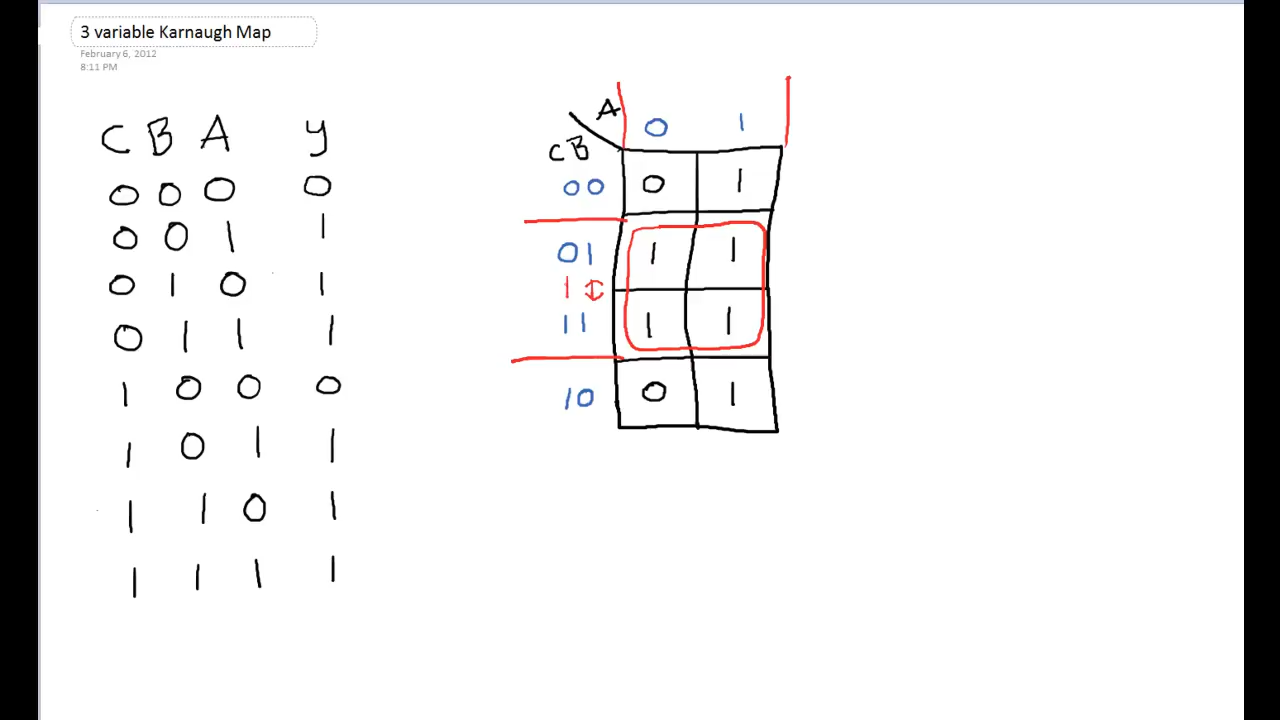 3 variable Karnaugh Map
February 6, 2012
8:11 PM
C B A y
0 0 0 0
0 0 1 1
0 1 0 1
0 1 1 1
1 0 0 0
1 0 1 1
1 1 0 1
1 1 1 1
A 0 1
CB
00 0 1
01 1 1
1 ↕
11 1 1
10 0 1